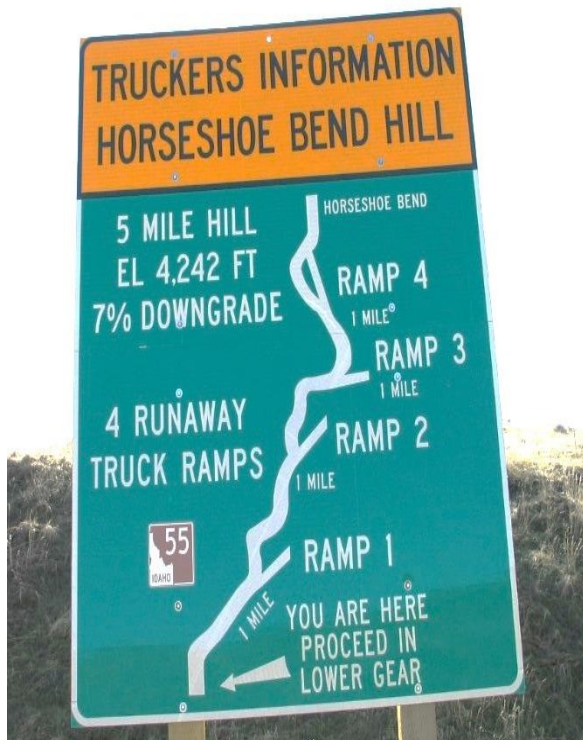 TRUCKERS INFORMATION
HORSESHOE BEND HILL
5 MILE HILL
EL 4,242 FT
7% DOWNGRADE
HORSESHOE BEND
RAMP 4
1 MILE
RAMP 3
1 MILE
4 RUNAWAY
TRUCK RAMPS
RAMP 2
1 MILE
55
IDAHO
RAMP 1
1 MILE
YOU ARE HERE
PROCEED IN
LOWER GEAR